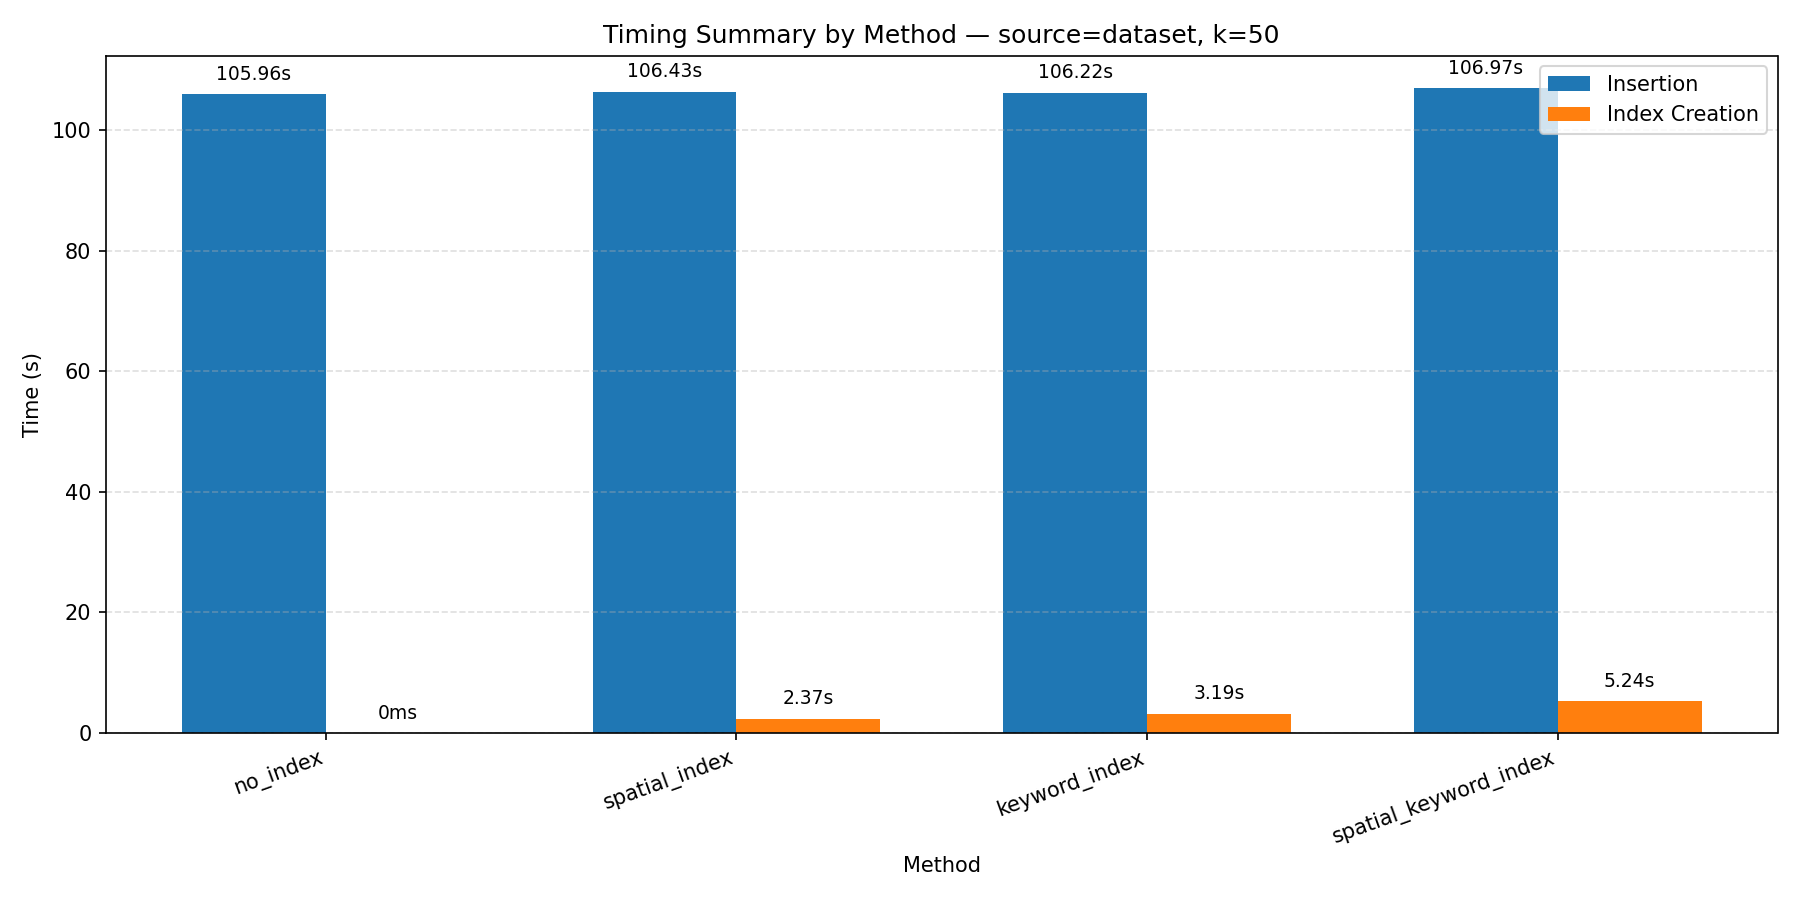 Timing Summary by Method — source=dataset, k=50
105.96s
106.43s
106.22s
106.97s
Insertion
Index Creation
100
80
60
40
20
0
Time (s)
0ms
2.37s
3.19s
5.24s
no_index
spatial_index
keyword_index
spatial_keyword_index
Method